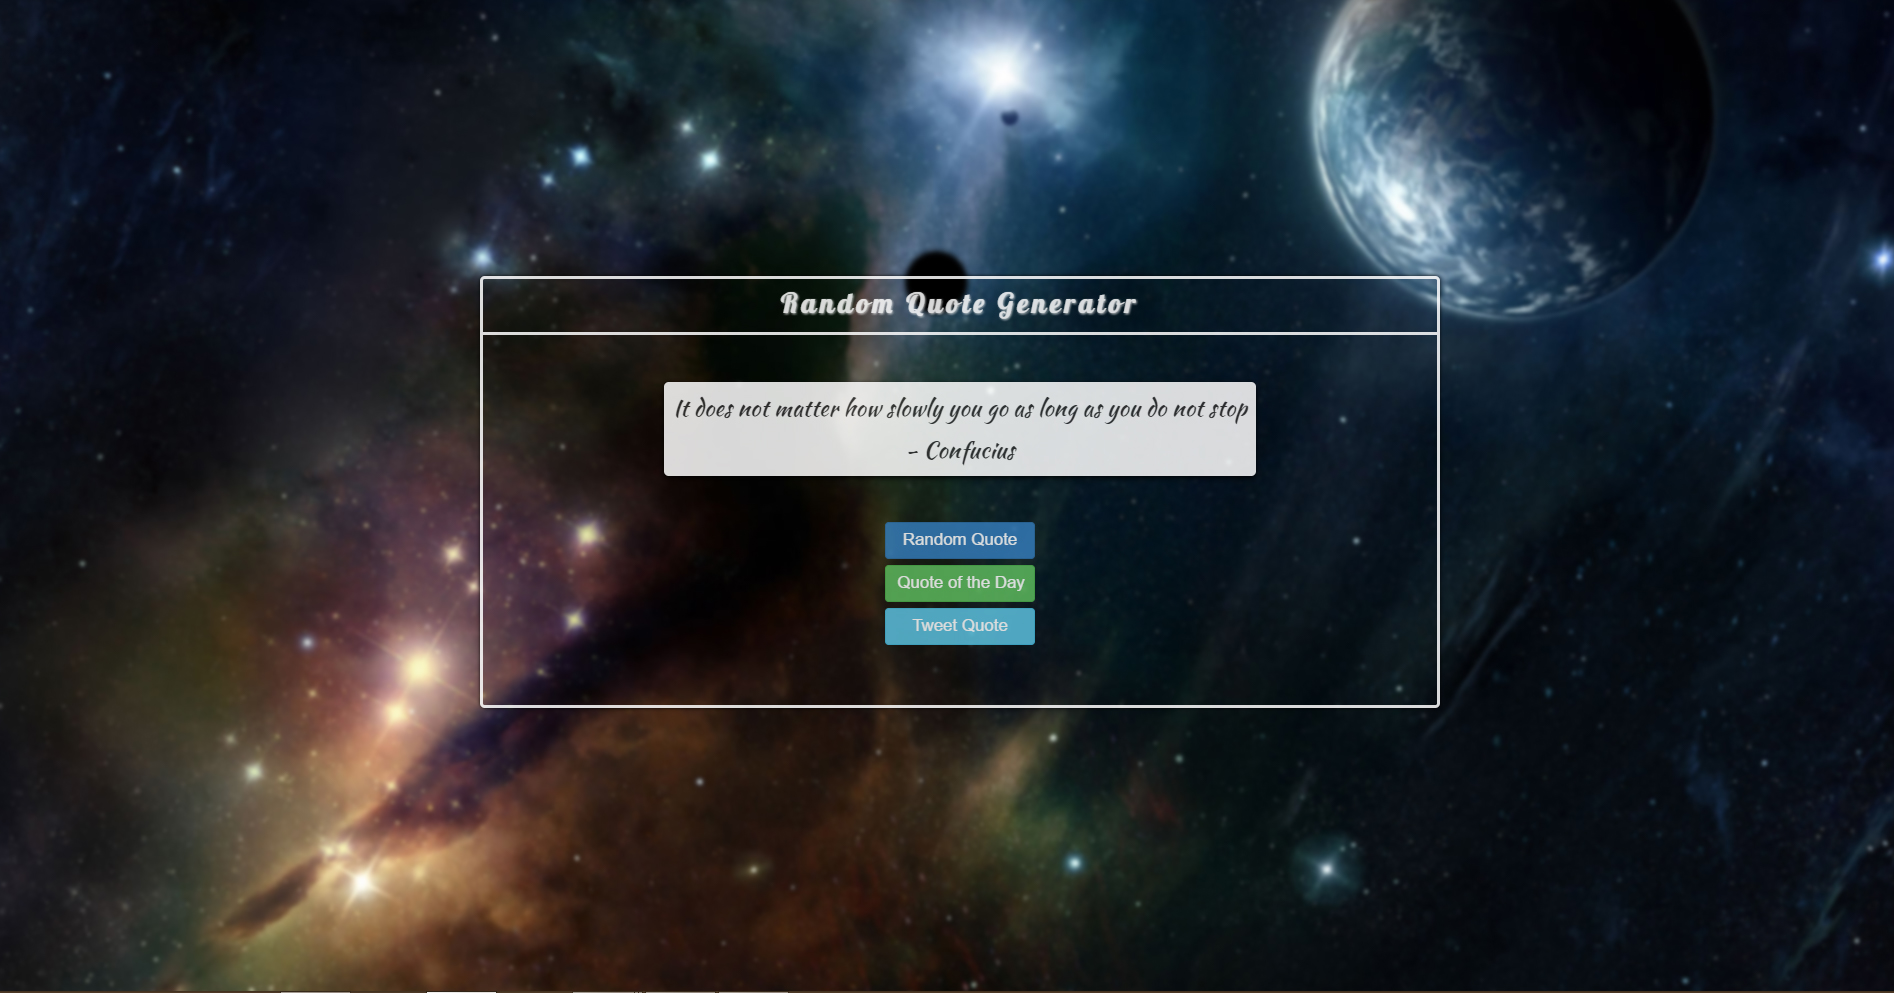 Random Quote Generator
It does not matter how slowly you go as long as you do not stop
- Confucius
Random Quote
Quote of the Day
Tweet Quote